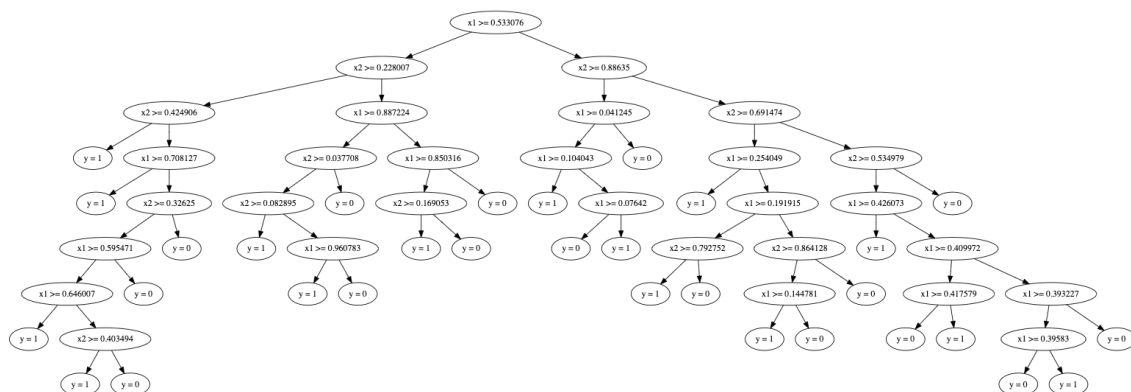 x1 >= 0.533076
x2 >= 0.228007 x2 >= 0.88635
x2 >= 0.424906 x1 >= 0.887224 x1 >= 0.041245 x2 >= 0.691474
y = 1 x1 >= 0.708127 x2 >= 0.037708 x1 >= 0.850316 x1 >= 0.104043 y = 0 x1 >= 0.254049 x2 >= 0.534979
y = 1 x2 >= 0.32625 x2 >= 0.082895 y = 0 x2 >= 0.169053 y = 0 y = 1 x1 >= 0.07642 y = 1 x1 >= 0.191915 x1 >= 0.426073 y = 0
x1 >= 0.595471 y = 0 y = 1 x1 >= 0.960783 y = 1 y = 0 y = 0 y = 1 x2 >= 0.792752 x2 >= 0.864128 y = 1 x1 >= 0.409972
x1 >= 0.646007 y = 0 y = 1 y = 0 y = 1 y = 0 x1 >= 0.144781 y = 0 x1 >= 0.417579 x1 >= 0.393227
y = 1 x2 >= 0.403494 y = 1 y = 0 y = 0 y = 1 x1 >= 0.39583 y = 0
y = 1 y = 0 y = 0 y = 1